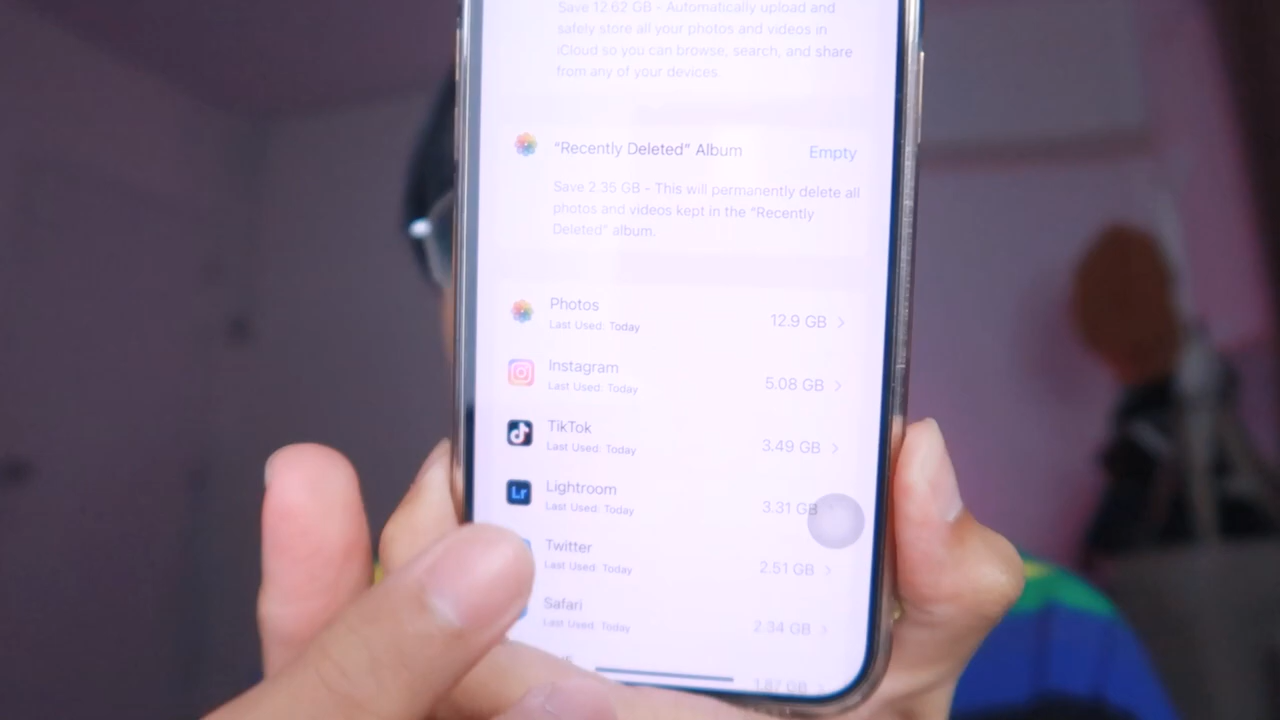 Save 12.62 GB - Automatically upload and
safely store all your photos and videos in
iCloud so you can browse, search, and share
from any of your devices.
“Recently Deleted” Album
Empty
Save 2.35 GB - This will permanently delete all
photos and videos kept in the “Recently
Deleted” album.
Photos
Last Used: Today
12.9 GB
Instagram
Last Used: Today
5.08 GB
TikTok
Last Used: Today
3.49 GB
Lr
Lightroom
Last Used: Today
3.31 GB
Twitter
Last Used: Today
2.51 GB
Safari
Last Used: Today
2.34 GB
1.87 GB